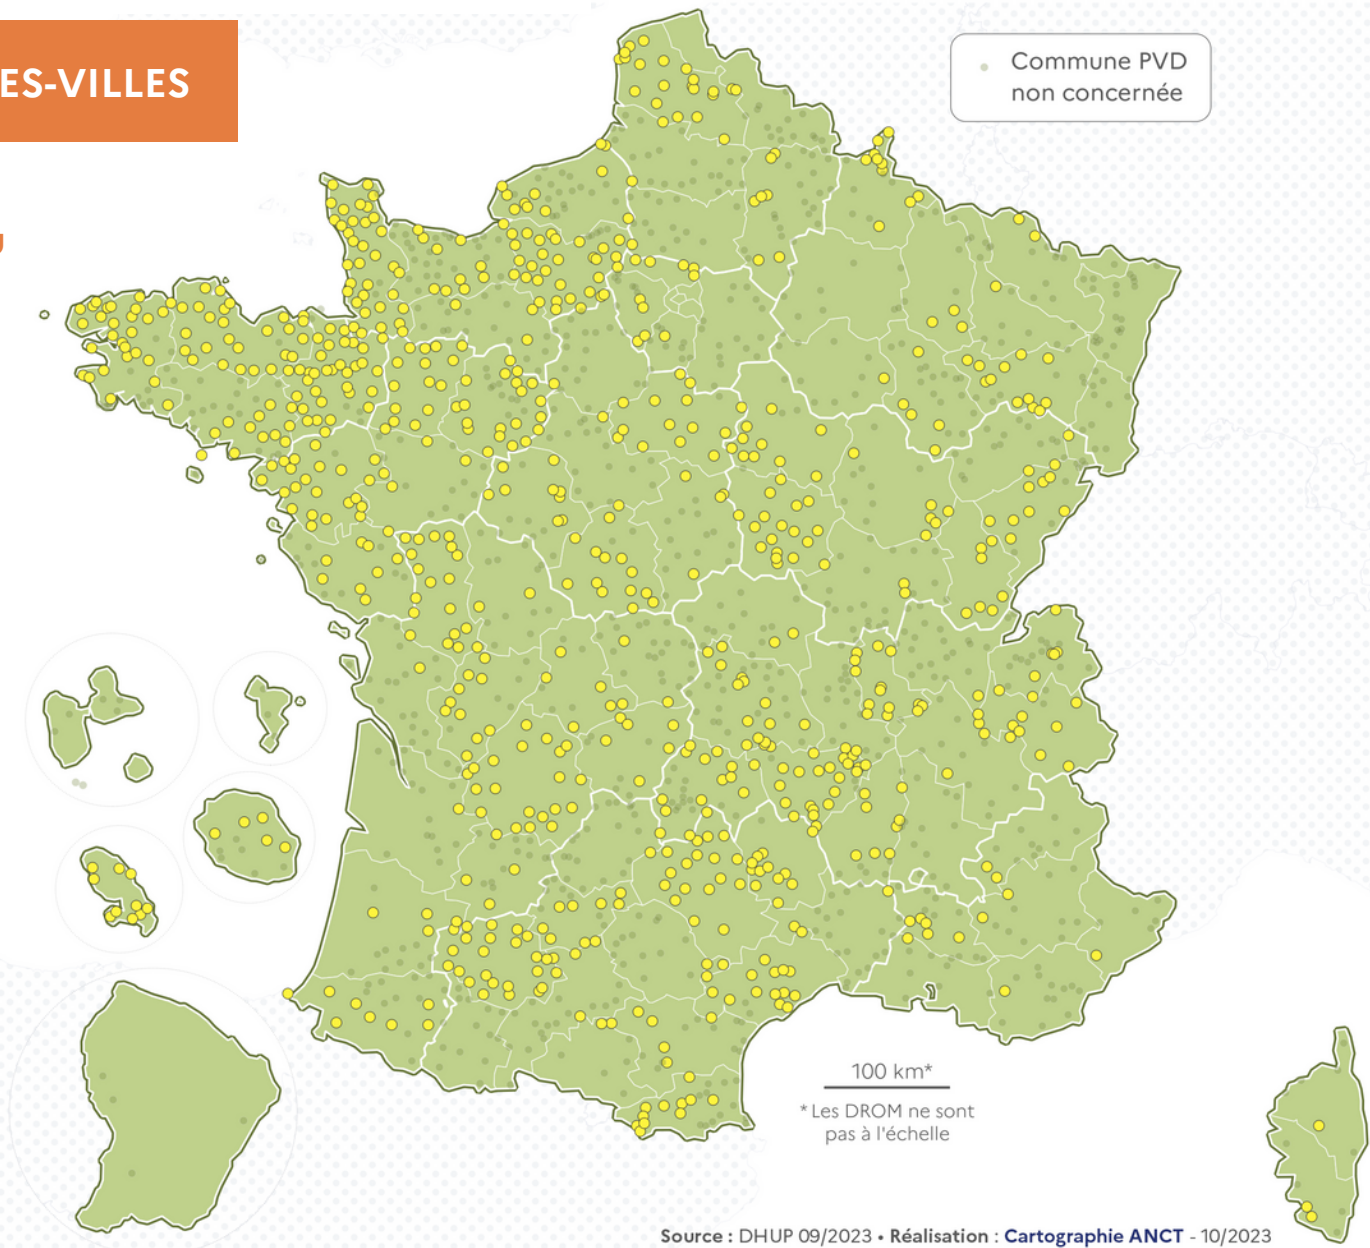 ES-VILLES
Commune PVD
non concernée
100 km*
* Les DROM ne sont
pas à l'échelle
Source : DHUP 09/2023 • Réalisation : Cartographie ANCT - 10/2023